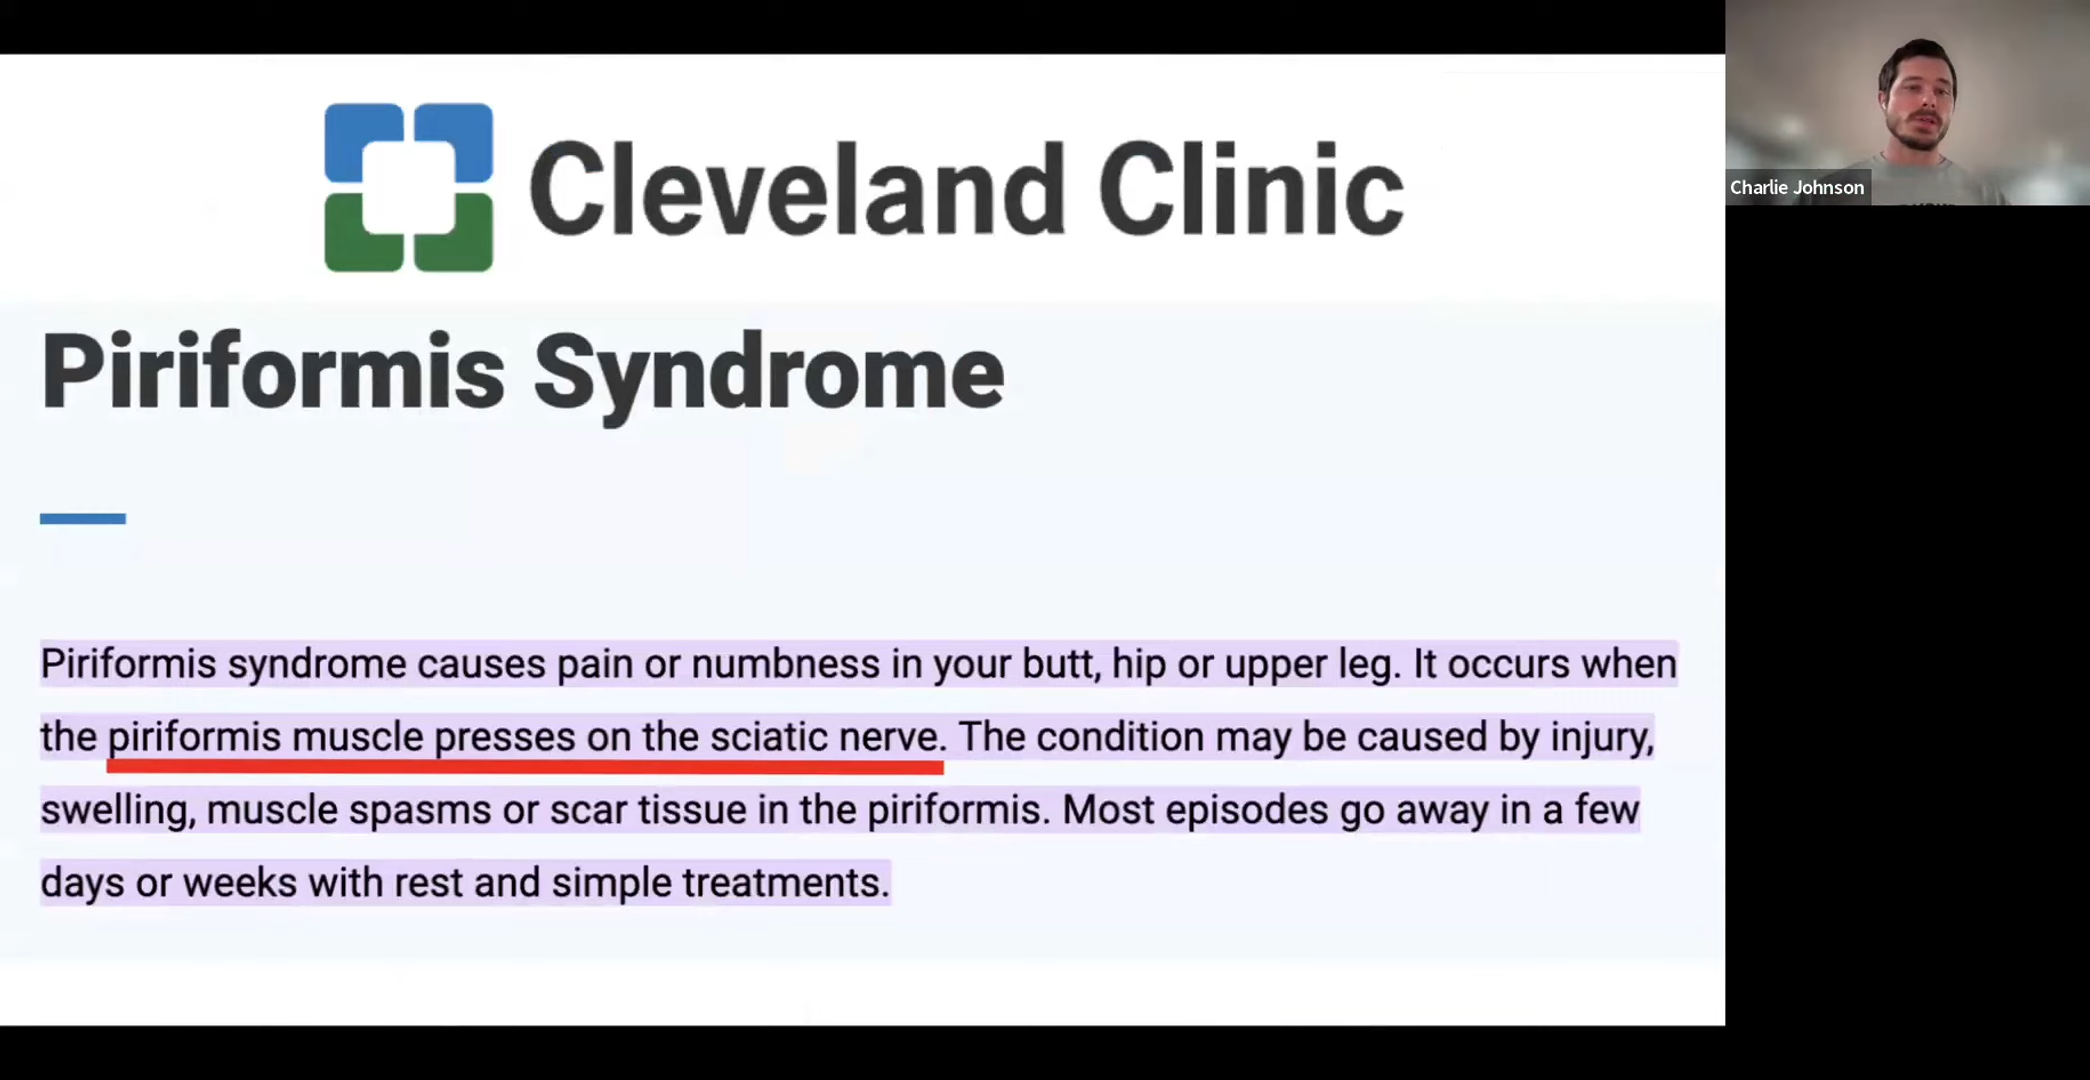 Cleveland Clinic
Charlie Johnson
Piriformis Syndrome
Piriformis syndrome causes pain or numbness in your butt, hip or upper leg. It occurs when
the piriformis muscle presses on the sciatic nerve. The condition may be caused by injury,
swelling, muscle spasms or scar tissue in the piriformis. Most episodes go away in a few
days or weeks with rest and simple treatments.